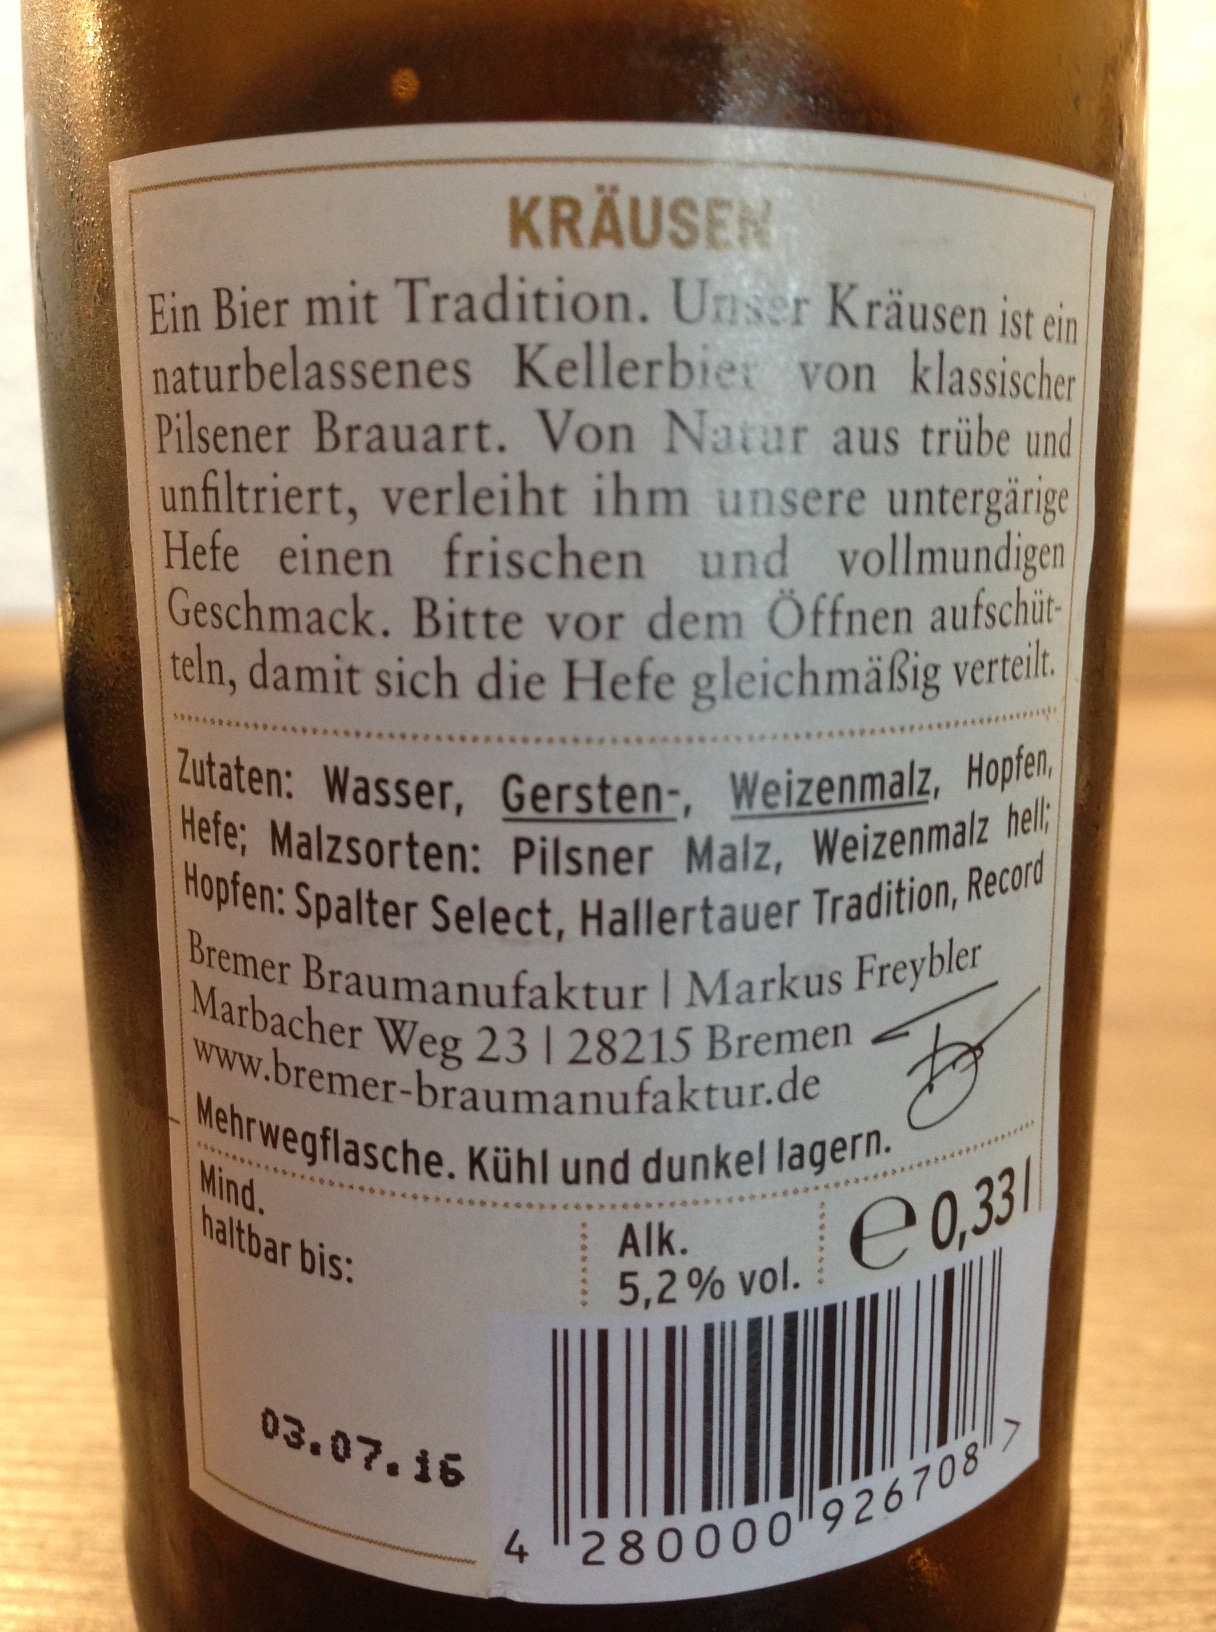 KRÄUSEN
Ein Bier mit Tradition. Unser Kräusen ist ein
naturbelassenes Kellerbier von klassischer
Pilsener Brauart. Von Natur aus trübe und
unfiltriert, verleiht ihm unsere untergärige
Hefe einen frischen und vollmundigen
Geschmack. Bitte vor dem Öffnen aufschüt-
teln, damit sich die Hefe gleichmäßig verteilt.
Zutaten: Wasser, Gersten-, Weizenmalz, Hopfen,
Hefe; Malzsorten: Pilsner Malz, Weizenmalz hell;
Hopfen: Spalter Select, Hallertauer Tradition, Record
Bremer Braumanufaktur | Markus Freybler
Marbacher Weg 23 | 28215 Bremen
www.bremer-braumanufaktur.de
Mehrwegflasche. Kühl und dunkel lagern.
Mind.
haltbar bis:
Alk.
5,2% vol.
e 0,33 l
03.07.16
4 280000 926708 >